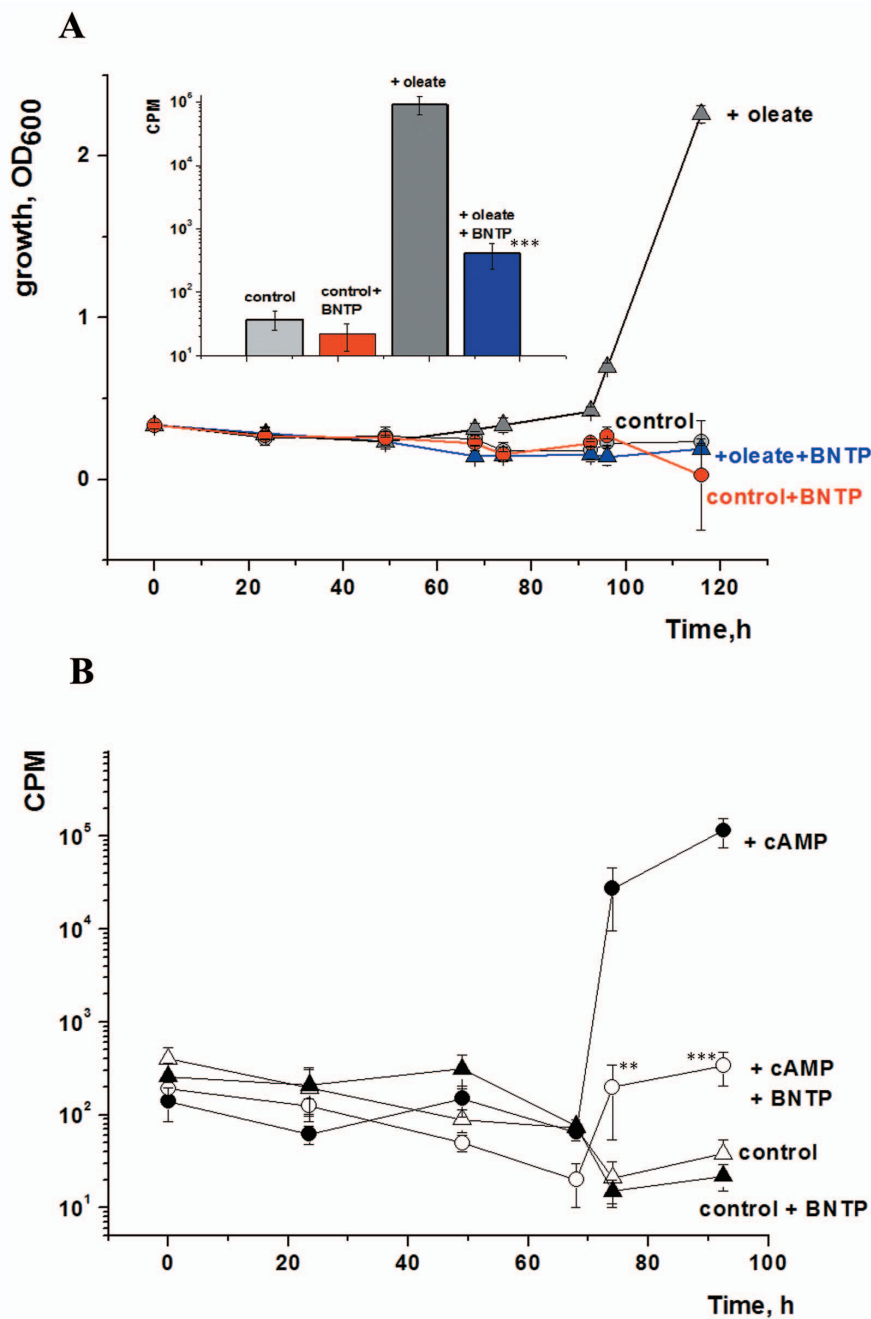 A
growth, OD600
2
1
0
CPM
10^6
10^4
10^3
10^2
10^1
+ oleate
+ oleate
+ BNTP
***
control
control+
BNTP
+ oleate
control
+oleate+BNTP
control+BNTP
0 20 40 60 80 100 120
Time,h
B
CPM
10^5
10^4
10^3
10^2
10^1
+ cAMP
** ***
+ cAMP
+ BNTP
control
control + BNTP
0 20 40 60 80 100
Time, h